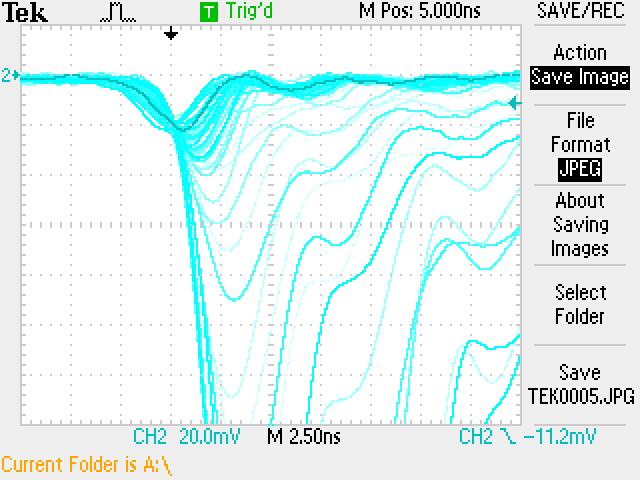 Tek T Trig'd M Pos: 5.000ns SAVE/REC
Action
Save Image
File
Format
JPEG
About
Saving
Images
Select
Folder
Save
TEK0005.JPG
2
CH2 20.0mV M 2.50ns CH2 -11.2mV
Current Folder is A:\